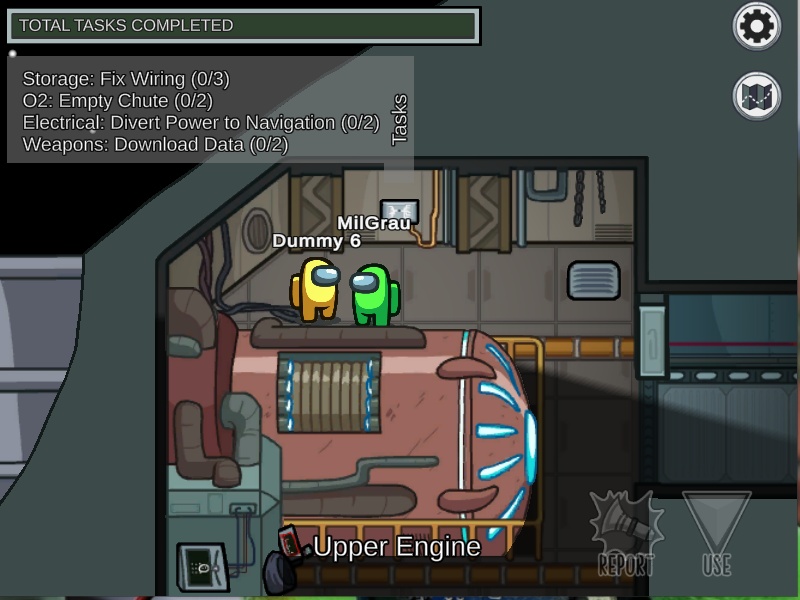 TOTAL TASKS COMPLETED
Storage: Fix Wiring (0/3)
O2: Empty Chute (0/2)
Electrical: Divert Power to Navigation (0/2)
Weapons: Download Data (0/2)
Tasks
MilGrau
Dummy 6
Upper Engine
REPORT
USE